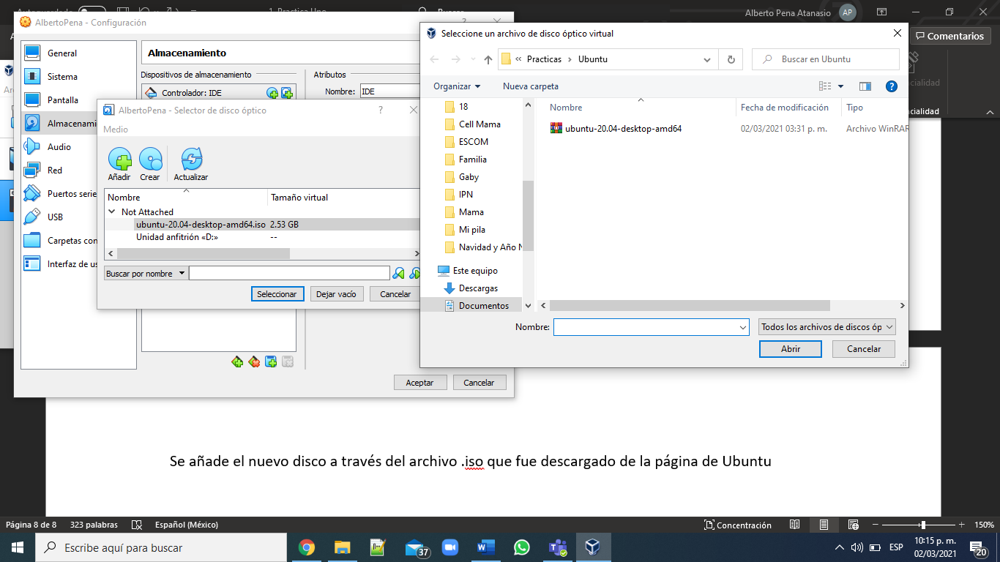 1. Practica Uno
Buscar
Alberto Pena Atanasio
AP
Comentarios
AlbertoPena - Configuración
?
General
Sistema
Pantalla
Audio
Red
Puertos serie
USB
Almacenamiento
Dispositivos de almacenamiento
Controlador: IDE
Atributos
Nombre:
IDE
Aceptar
Cancelar
AlbertoPena - Selector de disco óptico
?
Medio
Añadir
Crear
Actualizar
Nombre
Tamaño virtual
Not Attached
ubuntu-20.04-desktop-amd64.iso 2.53 GB
Unidad anfitrión «D:» --
Buscar por nombre
Seleccionar
Dejar vacío
Cancelar
Seleccione un archivo de disco óptico virtual
« Practicas › Ubuntu
Buscar en Ubuntu
Organizar
Nueva carpeta
?
18
Cell Mama
ESCOM
Familia
Gaby
IPN
Mama
Mi pila
Navidad y Año N
Este equipo
Descargas
Documentos
Nombre
Fecha de modificación
Tipo
ubuntu-20.04-desktop-amd64
02/03/2021 03:31 p. m.
Archivo WinRAR
Nombre:
Todos los archivos de discos óp
Abrir
Cancelar
Se añade el nuevo disco a través del archivo .iso que fue descargado de la página de Ubuntu
Página 8 de 8
323 palabras
Español (México)
Concentración
150%
Escribe aquí para buscar
37
ESP
10:15 p. m.
02/03/2021
20